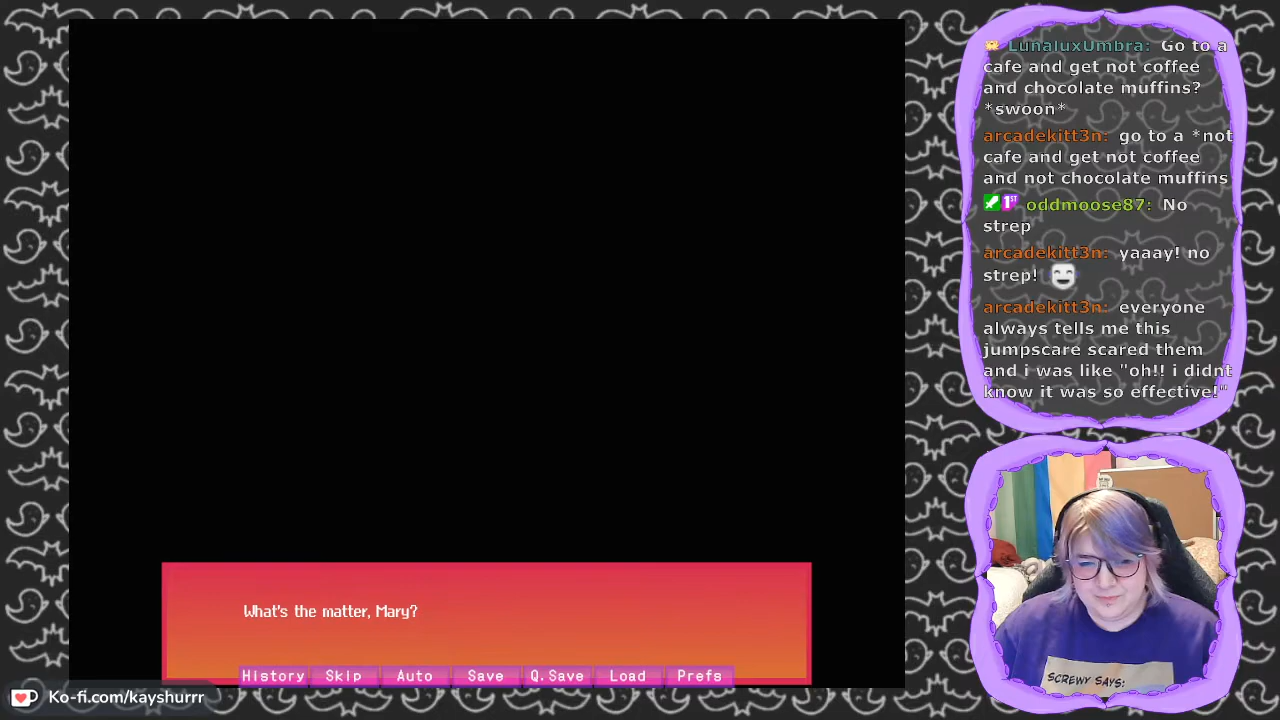 LunaluxUmbra: Go to a
cafe and get not coffee
and chocolate muffins?
*swoon*
arcadekitt3n: go to a *not
cafe and get not coffee
and not chocolate muffins
1ST oddmoose87: No
strep
arcadekitt3n: yaaay! no
strep!
arcadekitt3n: everyone
always tells me this
jumpscare scared them
and i was like "oh!! i didnt
know it was so effective!"
What's the matter, Mary?
History Skip Auto Save Q.Save Load Prefs
SCREWY SAYS:
Ko-fi.com/kayshurrr